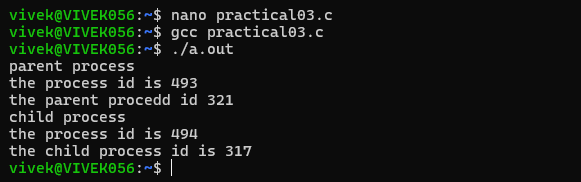 vivek@VIVEK056:~$ nano practical03.c
vivek@VIVEK056:~$ gcc practical03.c
vivek@VIVEK056:~$ ./a.out
parent process
the process id is 493
the parent procedd id 321
child process
the process id is 494
the child process id is 317
vivek@VIVEK056:~$